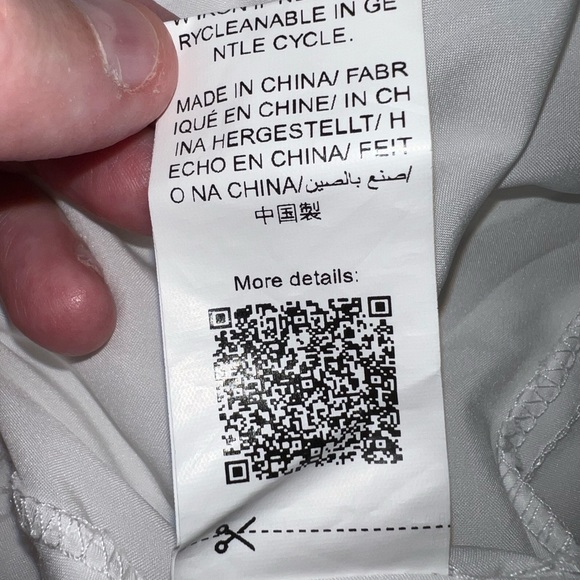 RYCLEANABLE IN GE
NTLE CYCLE.
MADE IN CHINA/ FABR
IQUÉ EN CHINE/ IN CH
INA HERGESTELLT/ H
ECHO EN CHINA/ FEIT
O NA CHINA/صنع بالصين/
中国製
More details: